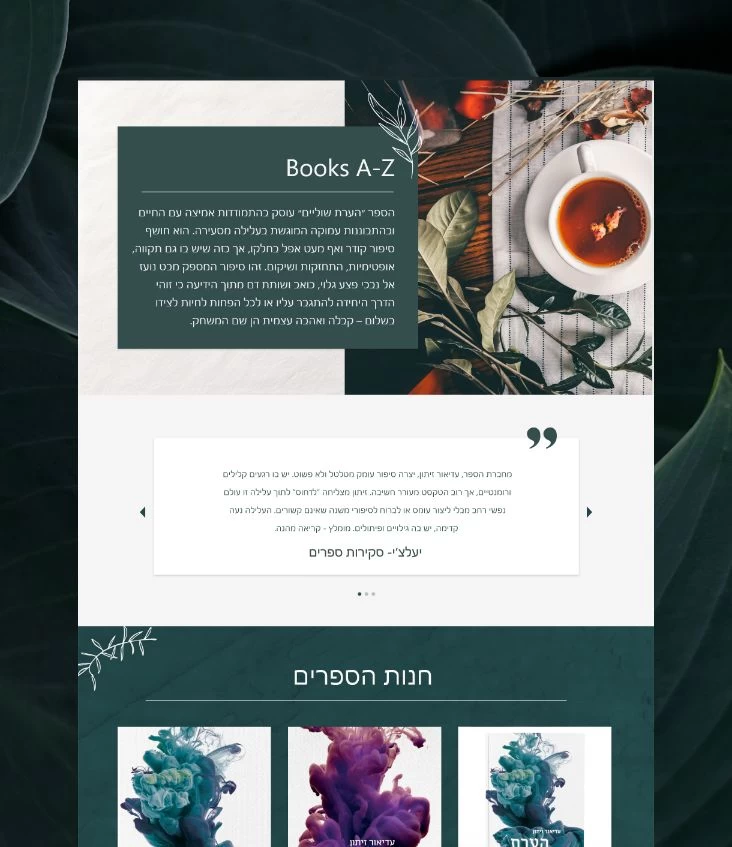 Books A-Z
הספר "הערת שוליים" עוסק בהתמודדות אמיצה עם החיים
ובהתבוננות עמוקה המוגשת בעלילה מסעירה. הוא חושף
סיפור קודר ואף מעט אפל בחלקו, אך כזה שיש בו גם תקווה,
אופטימיות, התחזקות ושיקום. זהו סיפור המספק מבט נועז
אל נבכי פצע גלוי, כואב ושותת דם מתוך הידיעה כי זוהי
הדרך היחידה להתגבר עליו או לכל הפחות לחיות לצידו
בשלום – קבלה ואהבה עצמית הן שם המשחק.
מחברת הספר, עדיאור זיתון, יצרה סיפור עומק מטלטל ולא פשוט. יש בו רגעים קלילים
ורומנטיים, אך רוב הטקסט מעורר חשיבה. זיתון מצליחה "לדחוס" לתוך עלילה זו עולם
נפשי רחב מבלי ליצור עומס או לברוח לסיפורי משנה שאינם קשורים. העלילה נעה
קדימה, יש בה גילויים ופיתולים. מומלץ - קריאה מהנה.
יעלצ'י- סקירות ספרים
חנות הספרים
עדיאור זיתון
עדיאור זיתון
הערת